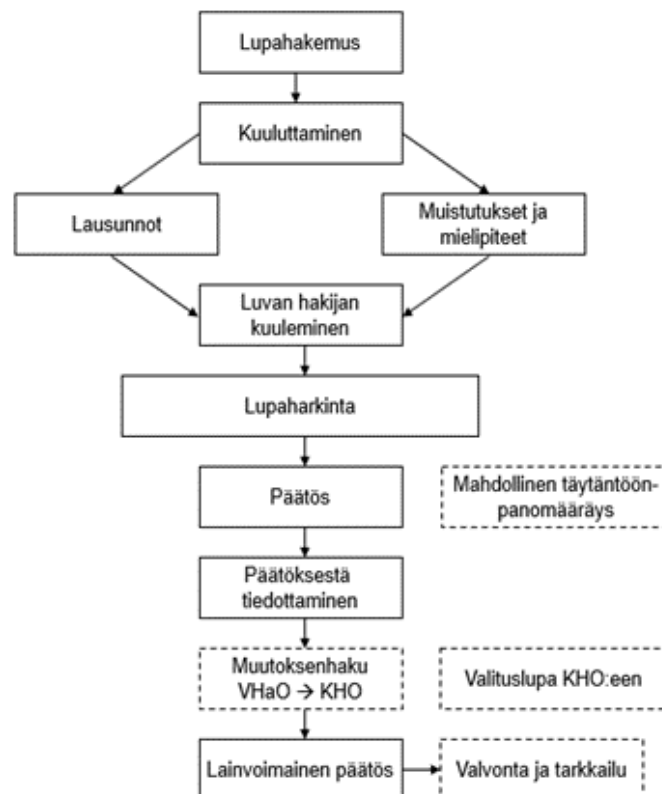 Lupahakemus
Kuuluttaminen
Lausunnot
Muistutukset ja
mielipiteet
Luvan hakijan
kuuleminen
Lupaharkinta
Päätös
Mahdollinen täytäntöön-
panomääräys
Päätöksestä
tiedottaminen
Muutoksenhaku
VHaO → KHO
Valituslupa KHO:een
Lainvoimainen päätös
Valvonta ja tarkkailu